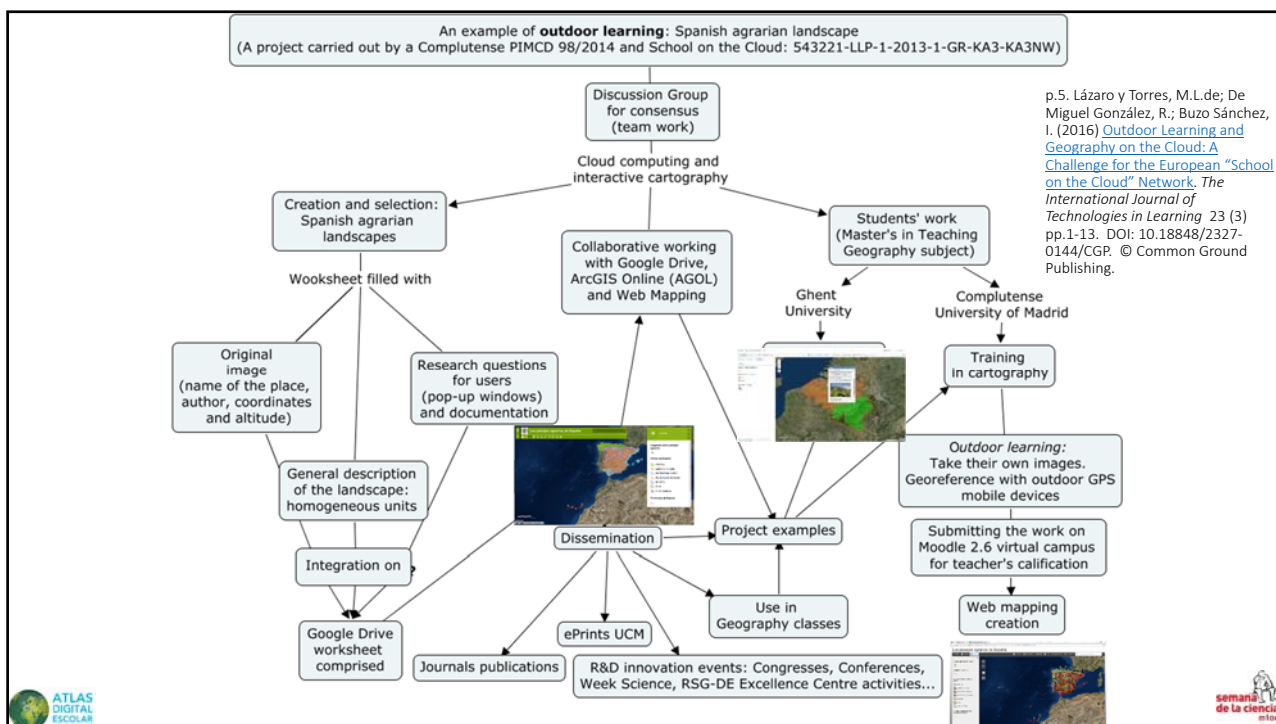 An example of outdoor learning: Spanish agrarian landscape
(A project carried out by a Complutense PIMCD 98/2014 and School on the Cloud: 543221-LLP-1-2013-1-GR-KA3-KA3NW)
Discussion Group
for consensus
(team work)
Cloud computing and
interactive cartography
p.5. Lázaro y Torres, M.L.de; De
Miguel González, R.; Buzo Sánchez,
I. (2016) Outdoor Learning and
Geography on the Cloud: A
Challenge for the European “School
on the Cloud” Network. The
International Journal of
Technologies in Learning 23 (3)
pp.1-13. DOI: 10.18848/2327-
0144/CGP. © Common Ground
Publishing.
Creation and selection:
Spanish agrarian
landscapes
Wooksheet filled with
Collaborative working
with Google Drive,
ArcGIS Online (AGOL)
and Web Mapping
Students' work
(Master's in Teaching
Geography subject)
Ghent
University
Complutense
University of Madrid
Original
image
(name of the place,
author, coordinates
and altitude)
Research questions
for users
(pop-up windows)
and documentation
Training
in cartography
General description
of the landscape:
homogeneous units
Outdoor learning:
Take their own images.
Georeference with outdoor GPS
mobile devices
Integration on
Dissemination
Project examples
Submitting the work on
Moodle 2.6 virtual campus
for teacher's calification
Google Drive
worksheet
comprised
Journals publications
ePrints UCM
Use in
Geography classes
R&D innovation events: Congresses, Conferences,
Week Science, RSG-DE Excellence Centre activities...
Web mapping
creation
ATLAS
DIGITAL
ESCOLAR
semana
de la ciencia